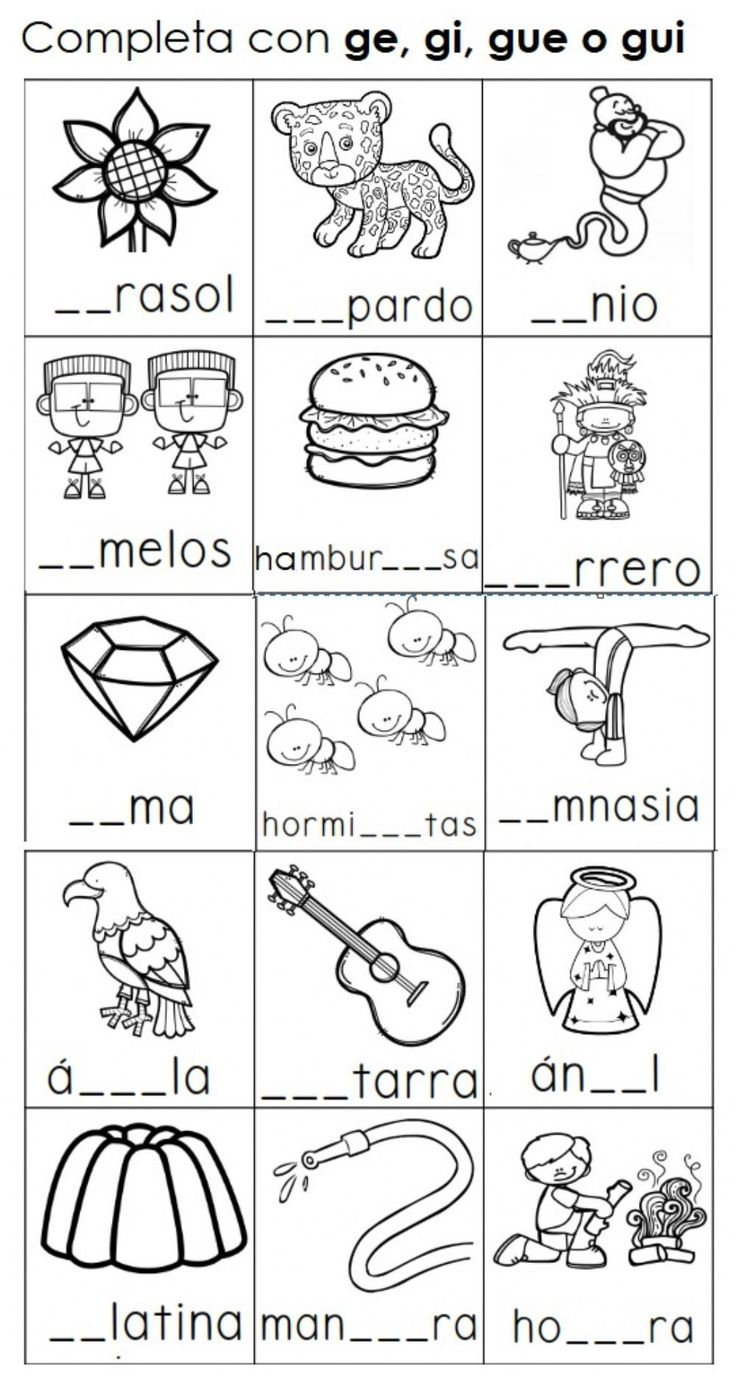 Completa con ge, gi, gue o gui
__rasol
___pardo
__nio
__melos
hambur___sa
___rrero
__ma
hormi___tas
__mnasia
á___la
___tarra
án__l
__latina
man___ra
ho___ra